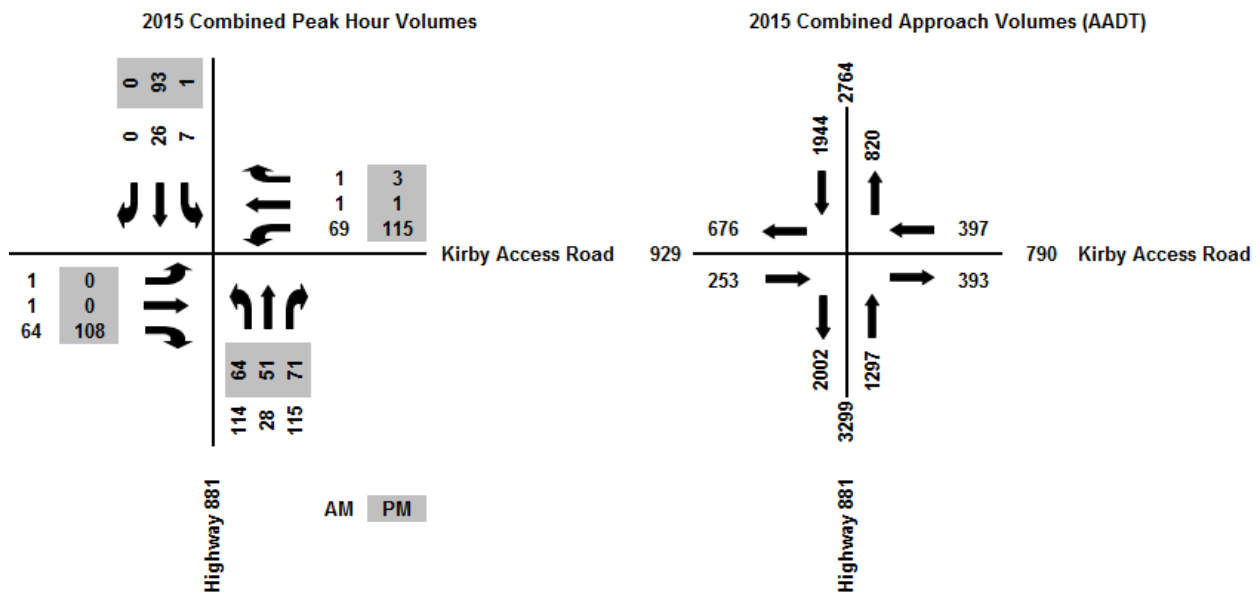 2015 Combined Peak Hour Volumes
0 93 1
0 26 7
1 3
1 1
69 115
Kirby Access Road
1 0
1 0
64 108
64 51 71
114 28 115
Highway 881
AM PM
2015 Combined Approach Volumes (AADT)
2764
1944 820
676 397
929 790 Kirby Access Road
253 393
2002 1297
3299
Highway 881